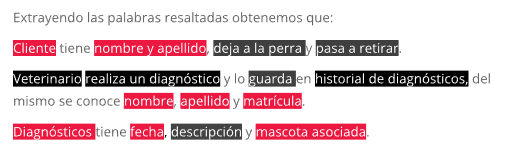 Extrayendo las palabras resaltadas obtenemos que:
Cliente tiene nombre y apellido, deja a la perra y pasa a retirar.
Veterinario realiza un diagnóstico y lo guarda en historial de diagnósticos, del
mismo se conoce nombre, apellido y matrícula.
Diagnósticos tiene fecha, descripción y mascota asociada.